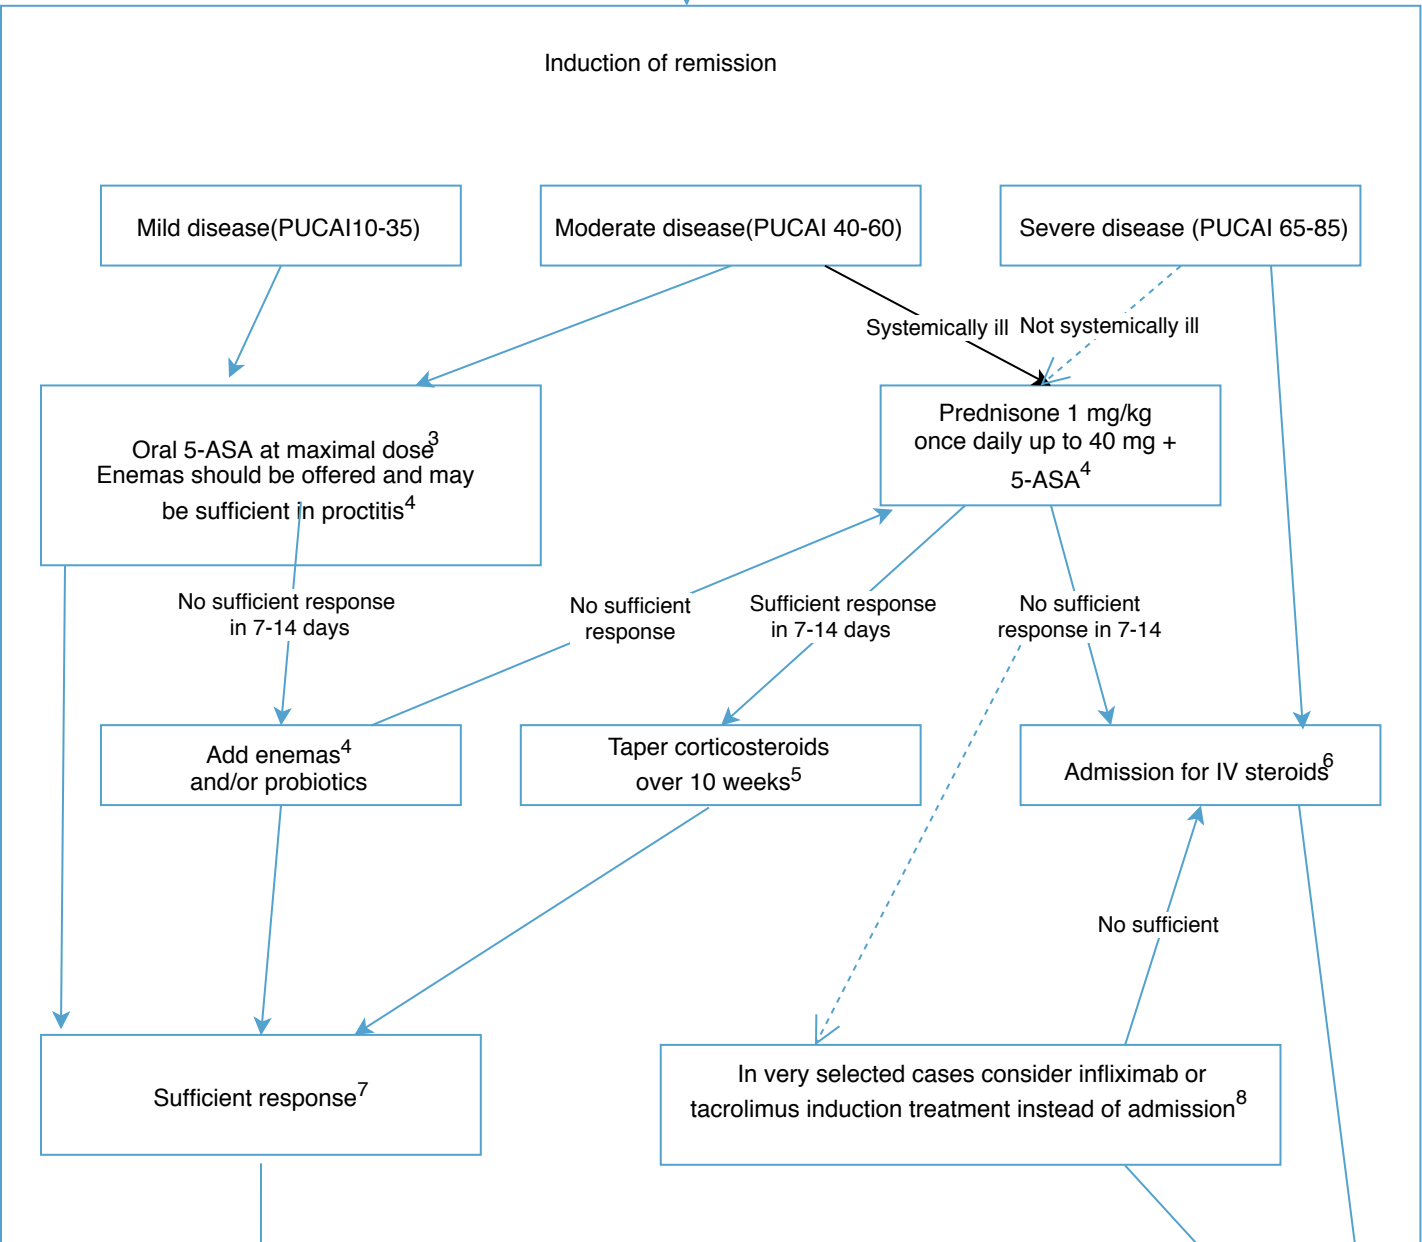 Induction of remission
Mild disease(PUCAI10-35)
Moderate disease(PUCAI 40-60)
Severe disease (PUCAI 65-85)
Systemically ill
Not systemically ill
Oral 5-ASA at maximal dose3
Enemas should be offered and may
be sufficient in proctitis4
Prednisone 1 mg/kg
once daily up to 40 mg +
5-ASA4
No sufficient response
in 7-14 days
No sufficient
response
Sufficient response
in 7-14 days
No sufficient
response in 7-14
Add enemas4
and/or probiotics
Taper corticosteroids
over 10 weeks5
Admission for IV steroids6
No sufficient
Sufficient response7
In very selected cases consider infliximab or
tacrolimus induction treatment instead of admission8